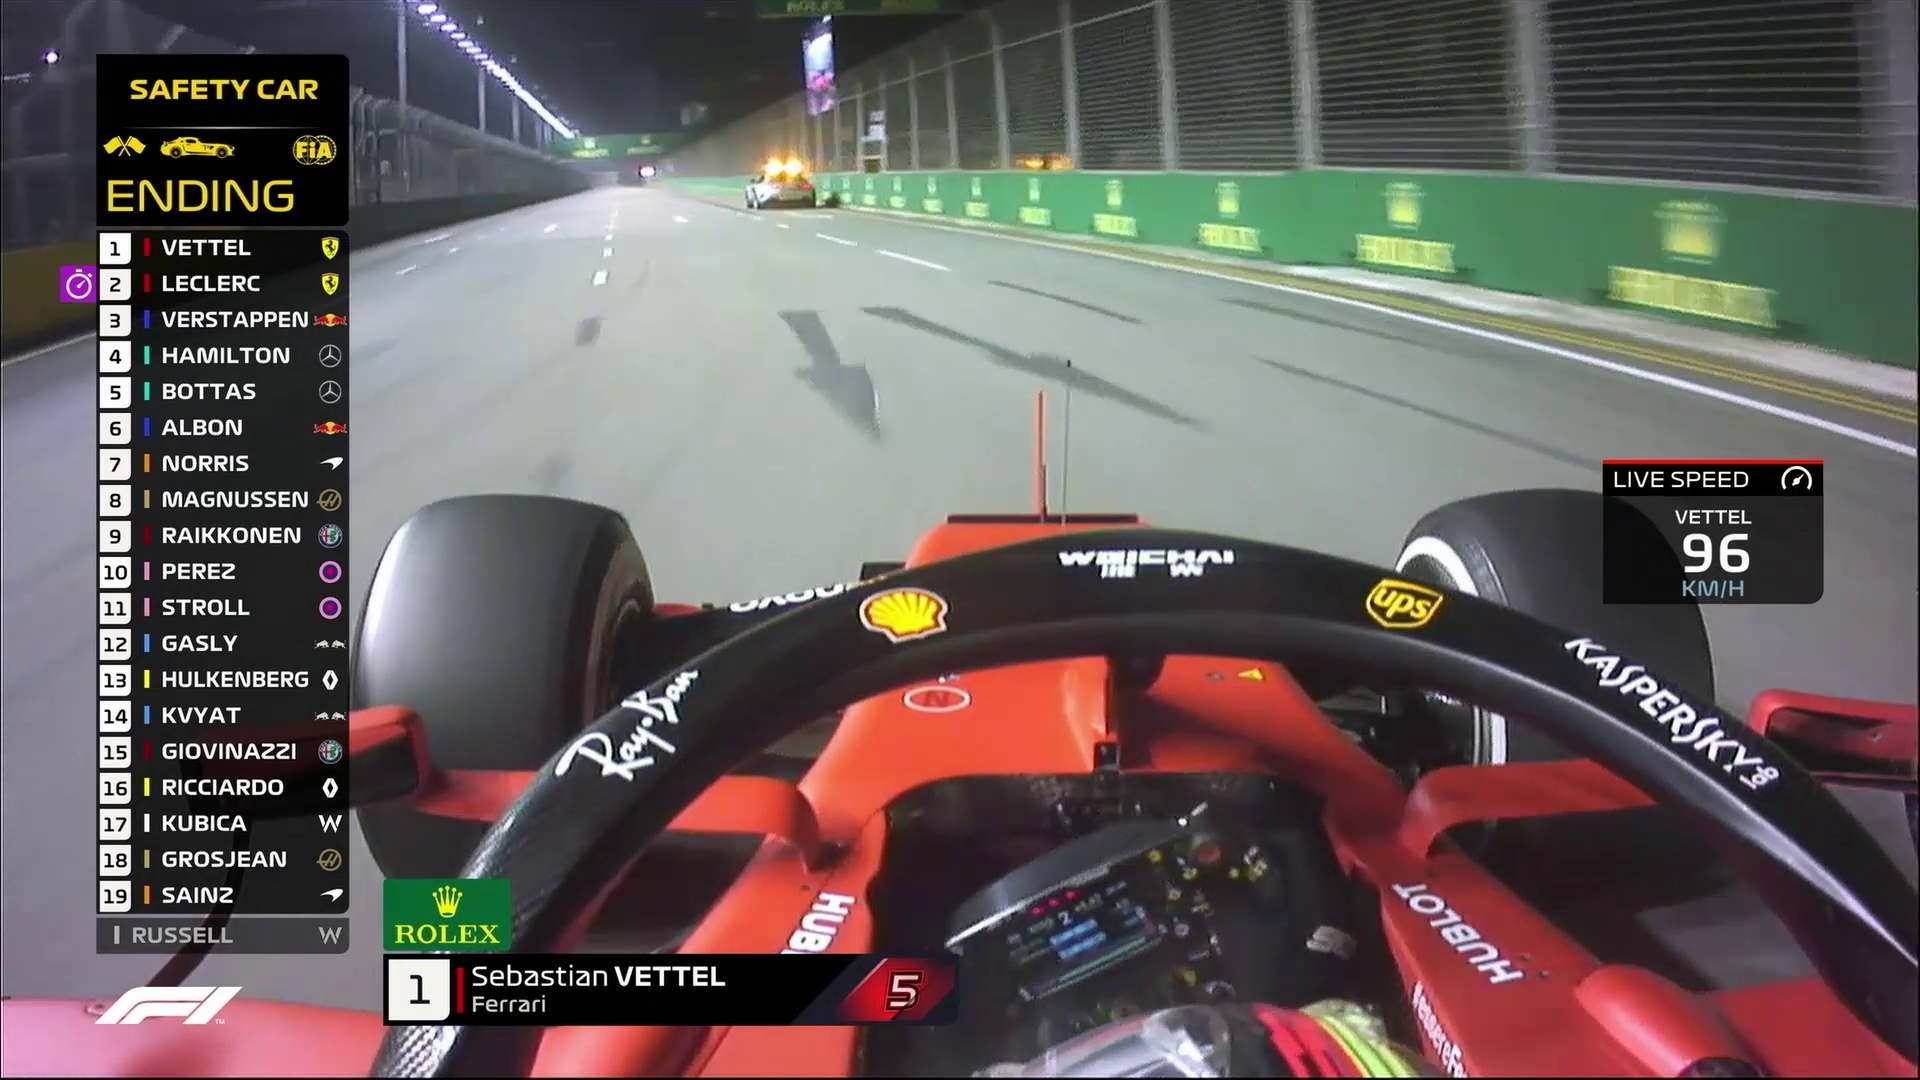 ROLEX
SAFETY CAR
FIA
ENDING
1 VETTEL
2 LECLERC
3 VERSTAPPEN
4 HAMILTON
5 BOTTAS
6 ALBON
7 NORRIS
8 MAGNUSSEN
9 RAIKKONEN
10 PEREZ
11 STROLL
12 GASLY
13 HULKENBERG
14 KVYAT
15 GIOVINAZZI
16 RICCIARDO
17 KUBICA
18 GROSJEAN
19 SAINZ
RUSSELL
LIVE SPEED
VETTEL
96
KM/H
WEICHAI
ups
Ray-Ban
KASPERSKY
HUBLOT
HUB
ROLEX
1 Sebastian VETTEL 5
Ferrari
F1